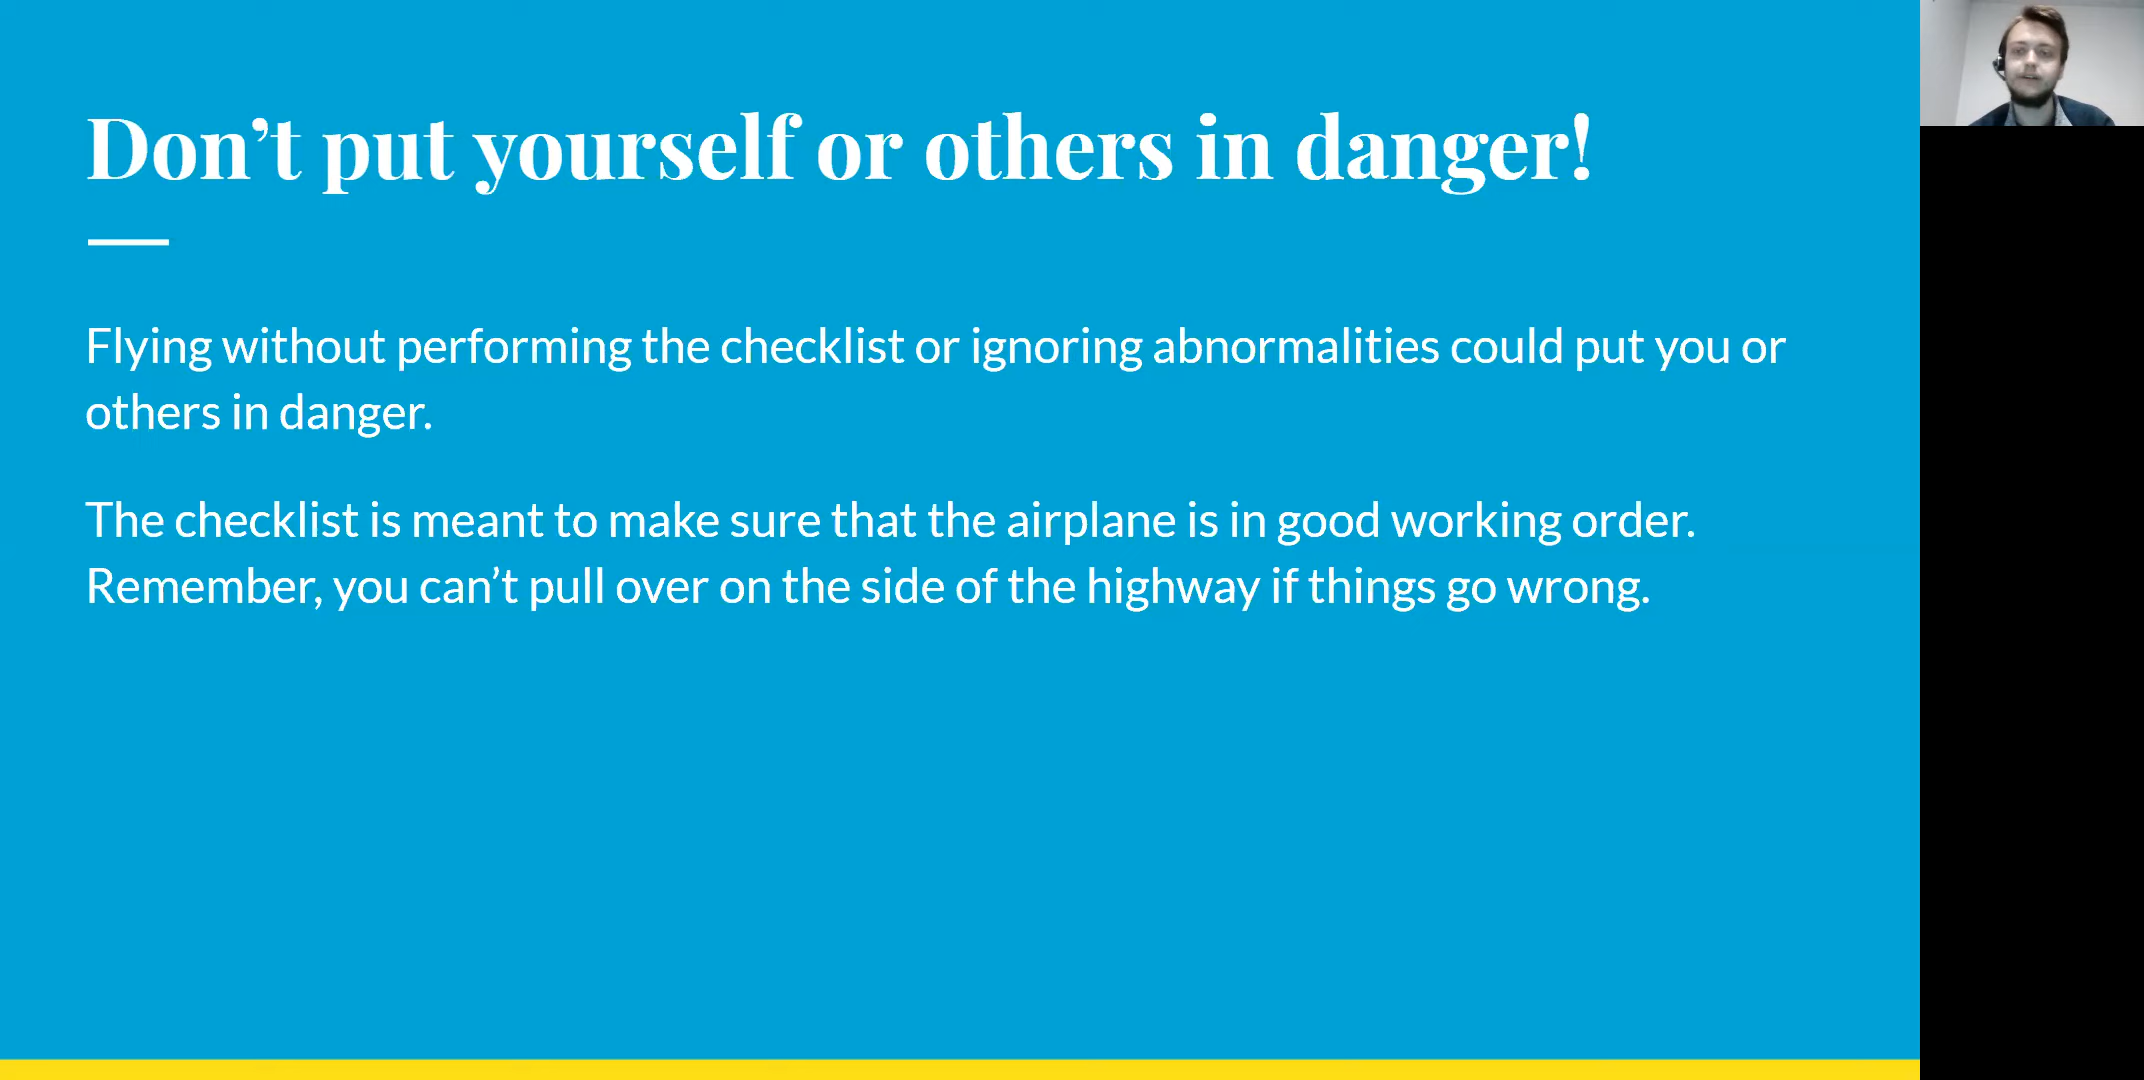 Don’t put yourself or others in danger!
Flying without performing the checklist or ignoring abnormalities could put you or
others in danger.
The checklist is meant to make sure that the airplane is in good working order.
Remember, you can’t pull over on the side of the highway if things go wrong.